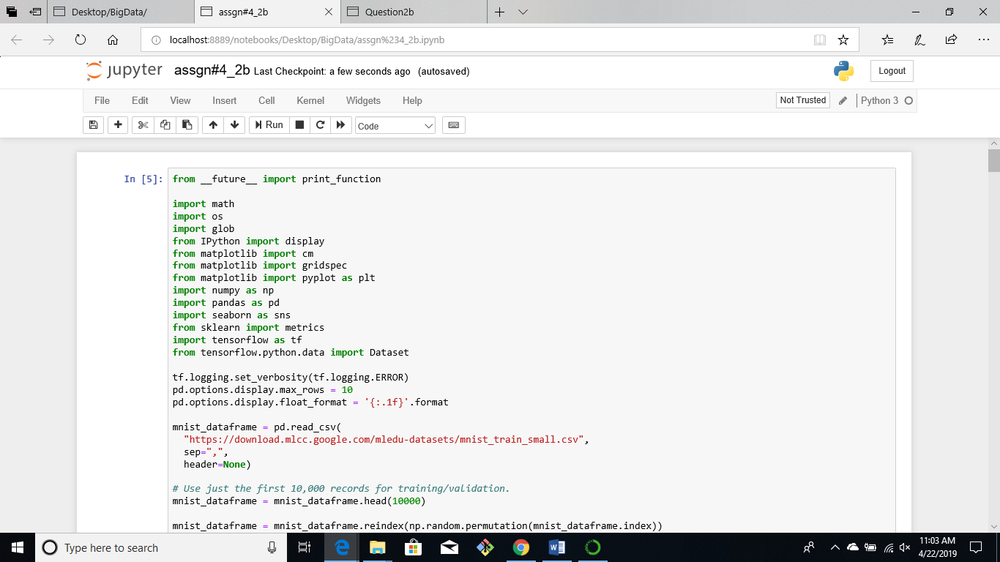 Desktop/BigData/
assgn#4_2b
Question2b
localhost:8889/notebooks/Desktop/BigData/assgn%234_2b.ipynb
jupyter assgn#4_2b Last Checkpoint: a few seconds ago (autosaved)
Logout
File Edit View Insert Cell Kernel Widgets Help
Not Trusted
Python 3
Run
Code
In [5]:
from __future__ import print_function

import math
import os
import glob
from IPython import display
from matplotlib import cm
from matplotlib import gridspec
from matplotlib import pyplot as plt
import numpy as np
import pandas as pd
import seaborn as sns
from sklearn import metrics
import tensorflow as tf
from tensorflow.python.data import Dataset

tf.logging.set_verbosity(tf.logging.ERROR)
pd.options.display.max_rows = 10
pd.options.display.float_format = '{:.1f}'.format

mnist_dataframe = pd.read_csv(
  "https://download.mlcc.google.com/mledu-datasets/mnist_train_small.csv",
  sep=",",
  header=None)

# Use just the first 10,000 records for training/validation.
mnist_dataframe = mnist_dataframe.head(10000)

mnist_dataframe = mnist_dataframe.reindex(np.random.permutation(mnist_dataframe.index))
Type here to search
11:03 AM
4/22/2019